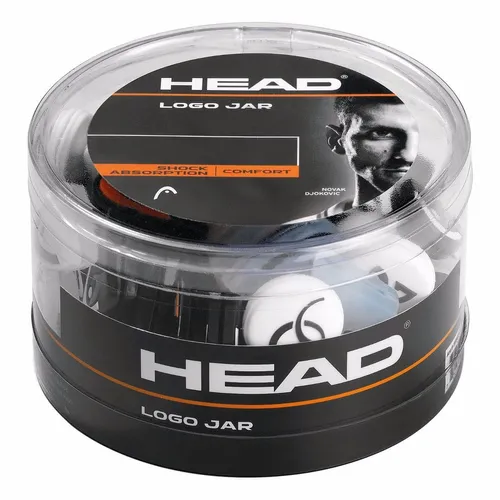 HEAD®
LOGO JAR
SHOCK
ABSORPTION | COMFORT
NOVAK
DJOKOVIC
HEAD®
LOGO JAR